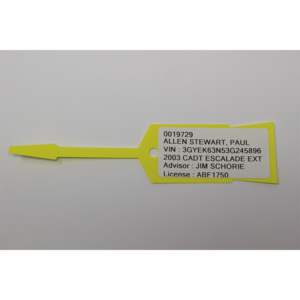 0019729
ALLEN STEWART, PAUL
VIN : 3GYEK63N53G245896
2003 CADT ESCALADE EXT
Advisor : JIM SCHORIE
License : ABF1750